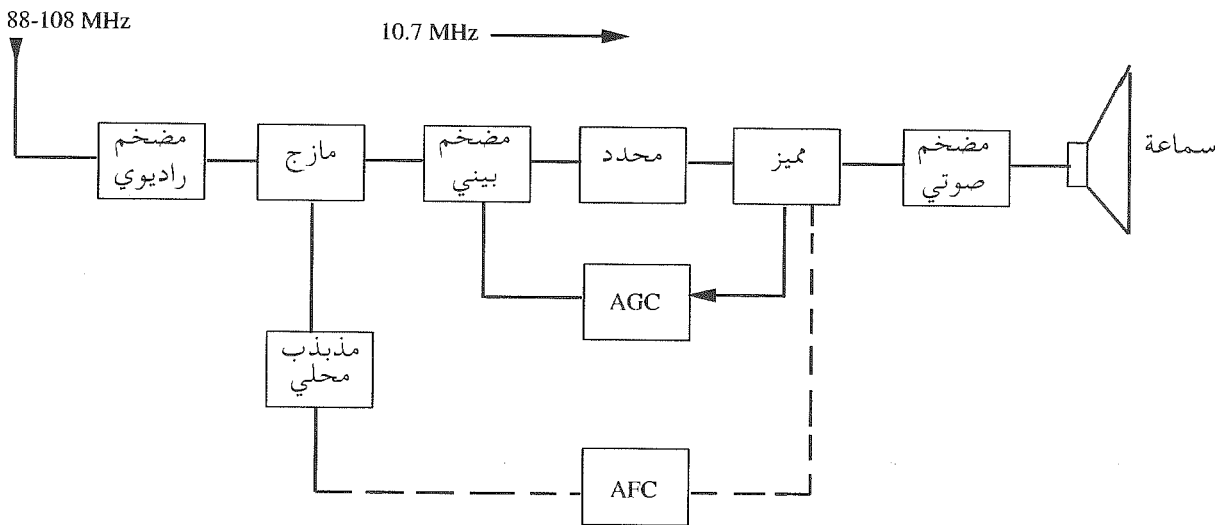 88-108 MHz
10.7 MHz
مضخم
راديوي
مازج
مضخم
بيني
محدد
مميز
مضخم
صوتي
سماعة
AGC
مذبذب
محلي
AFC